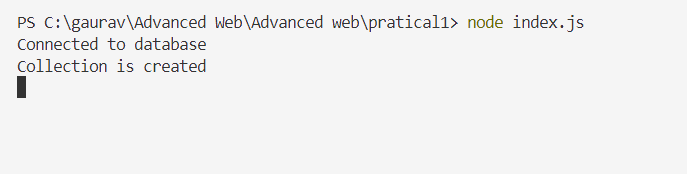 PS C:\gaurav\Advanced Web\Advanced web\pratical1> node index.js
Connected to database
Collection is created